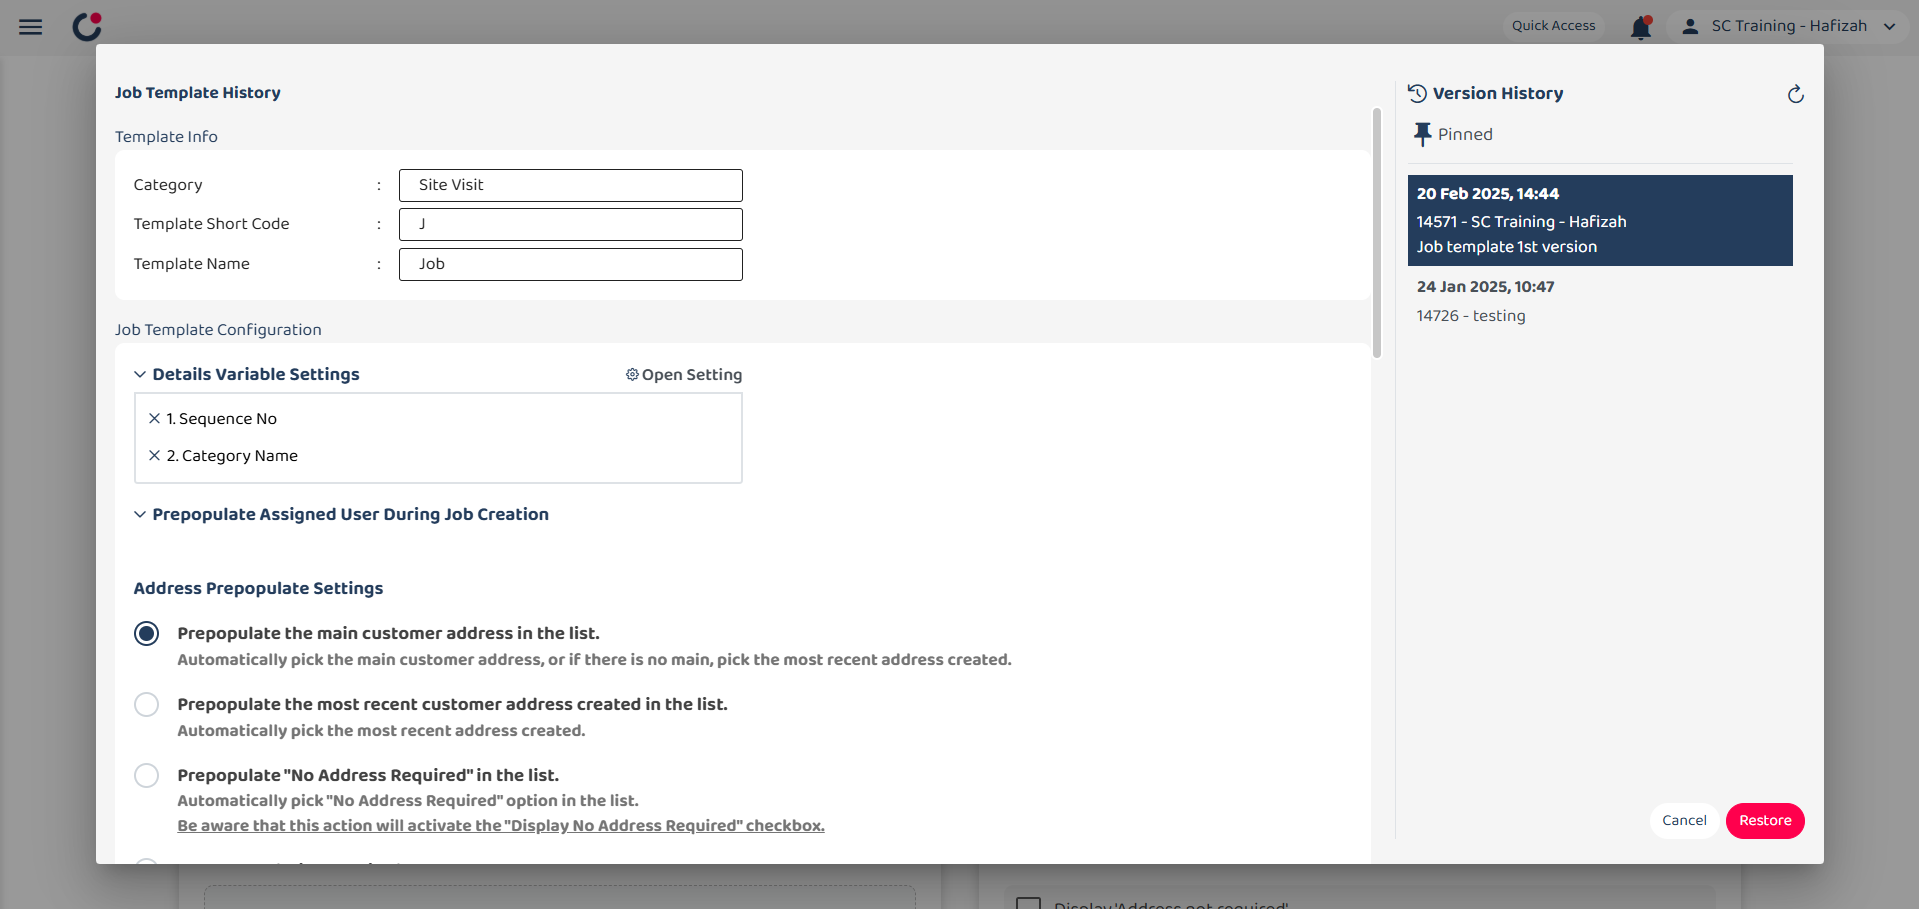 Quick Access
SC Training - Hafizah
Job Template History
Template Info
Category : Site Visit
Template Short Code : J
Template Name : Job
Job Template Configuration
Details Variable Settings
Open Setting
1. Sequence No
2. Category Name
Prepopulate Assigned User During Job Creation
Address Prepopulate Settings
Prepopulate the main customer address in the list.
Automatically pick the main customer address, or if there is no main, pick the most recent address created.
Prepopulate the most recent customer address created in the list.
Automatically pick the most recent address created.
Prepopulate "No Address Required" in the list.
Automatically pick "No Address Required" option in the list.
Be aware that this action will activate the "Display No Address Required" checkbox.
Version History
Pinned
20 Feb 2025, 14:44
14571 - SC Training - Hafizah
Job template 1st version
24 Jan 2025, 10:47
14726 - testing
Cancel
Restore
Display 'Address not required'